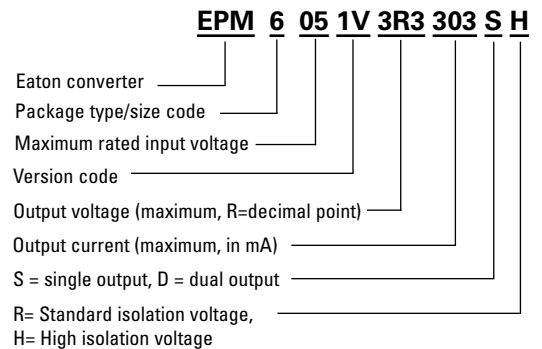 EPM 6 05 1V 3R3 303 S H
Eaton converter
Package type/size code
Maximum rated input voltage
Version code
Output voltage (maximum, R=decimal point)
Output current (maximum, in mA)
S = single output, D = dual output
R= Standard isolation voltage,
H= High isolation voltage